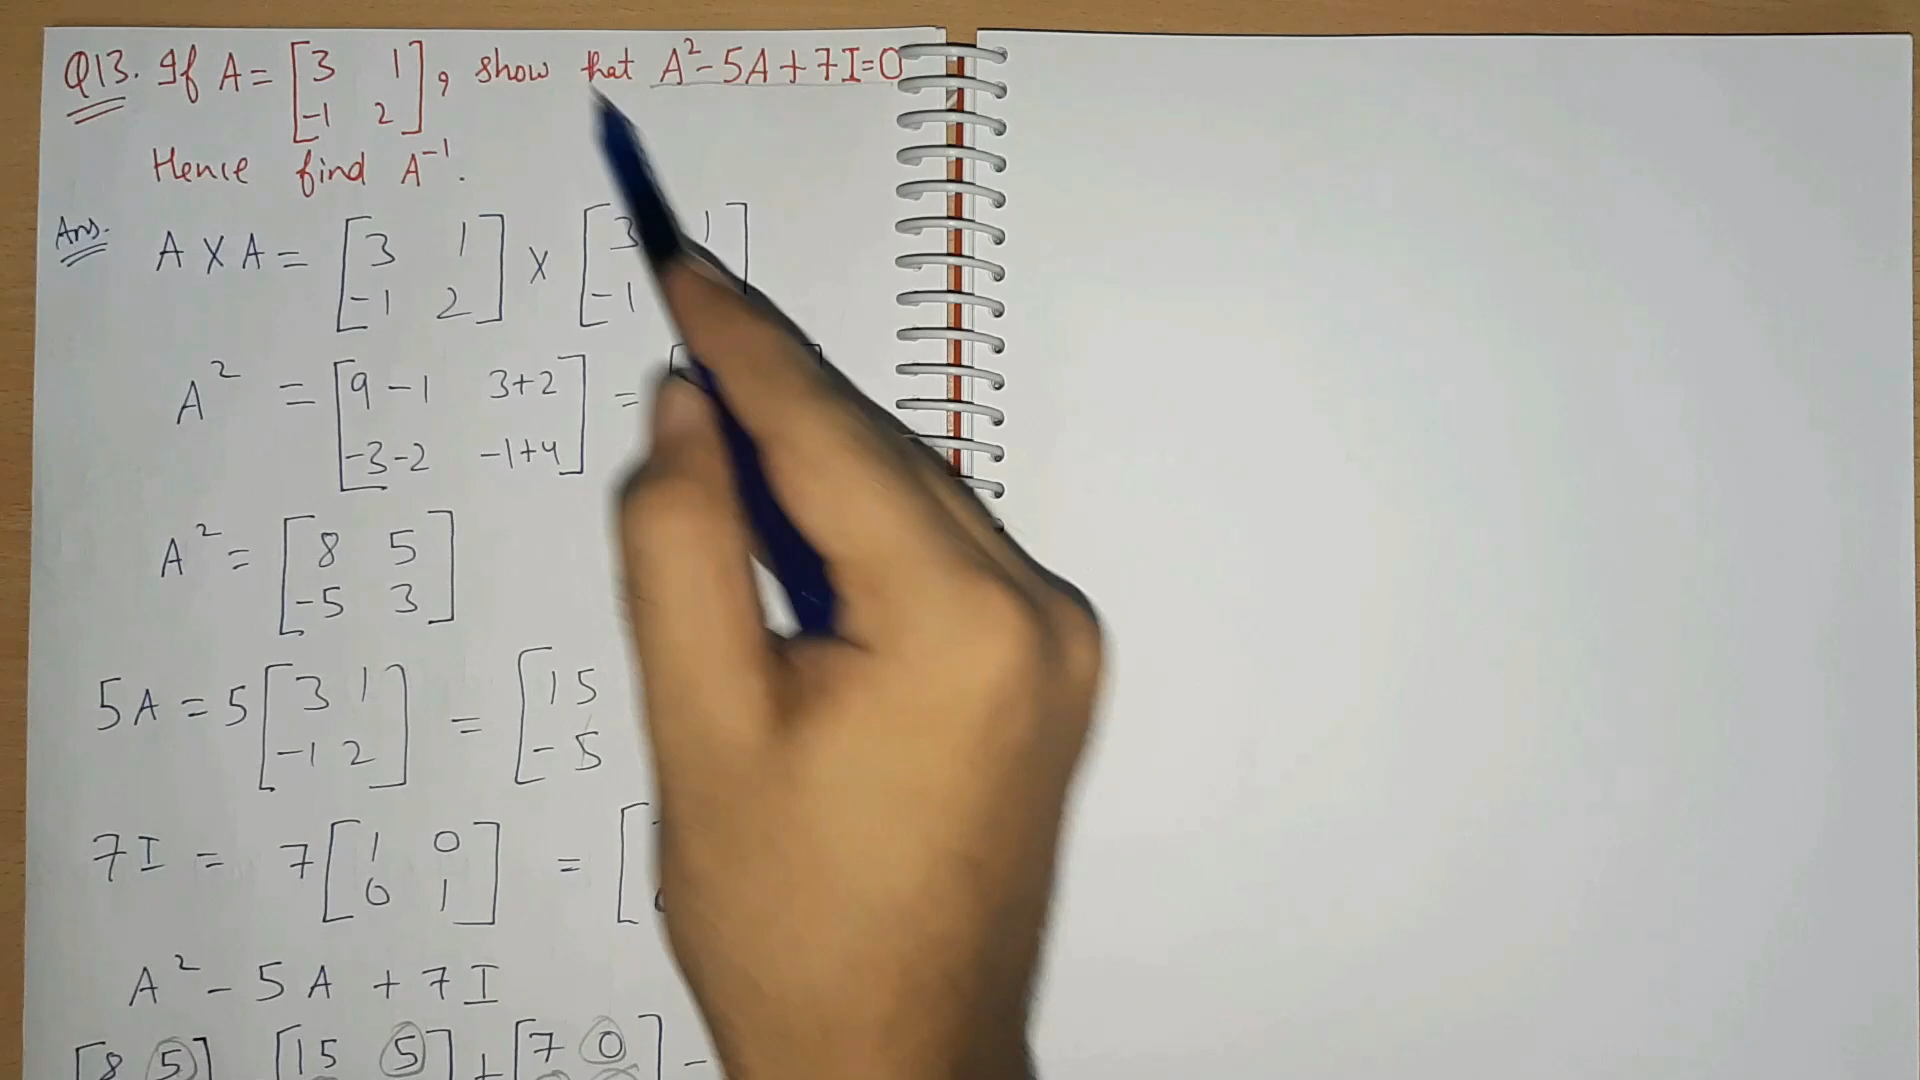 Q13. If A = [3 1
-1 2], show that A²-5A+7I=0
Hence find A⁻¹.
Ans. A X A = [3 1
-1 2] x [3 1
-1
A² = [9-1 3+2
-3-2 -1+4] =
A² = [8 5
-5 3]
5A = 5[3 1
-1 2] = [15
-5
7I = 7[1 0
0 1] = [
A² - 5A + 7I
[8 5] [15 5] + [7 0] -